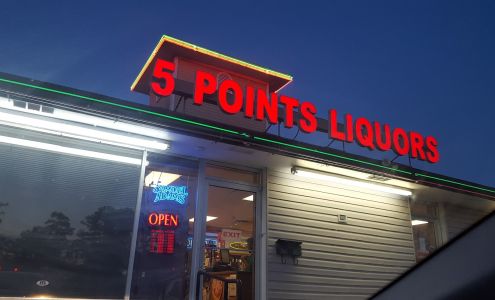 5 POINTS LIQUORS
SAMUEL
ADAMS
OPEN
EXIT